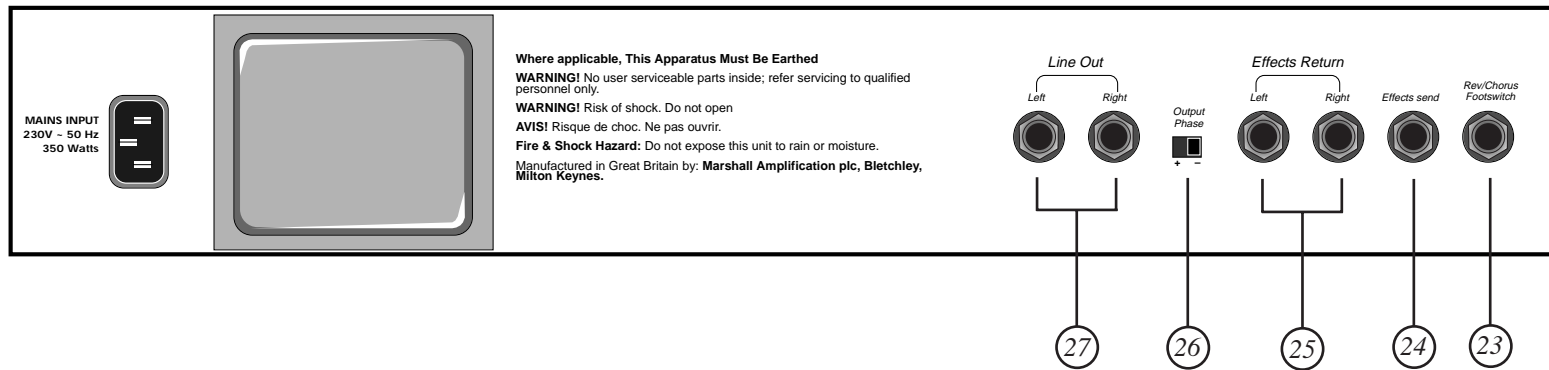 MAINS INPUT
230V ~ 50 Hz
350 Watts
Where applicable, This Apparatus Must Be Earthed
WARNING! No user serviceable parts inside; refer servicing to qualified
personnel only.
WARNING! Risk of shock. Do not open
AVIS! Risque de choc. Ne pas ouvrir.
Fire & Shock Hazard: Do not expose this unit to rain or moisture.
Manufactured in Great Britain by: Marshall Amplification plc, Bletchley,
Milton Keynes.
Line Out
Left Right
Output
Phase
+ –
Effects Return
Left Right
Effects send
Rev/Chorus
Footswitch
27 26 25 24 23